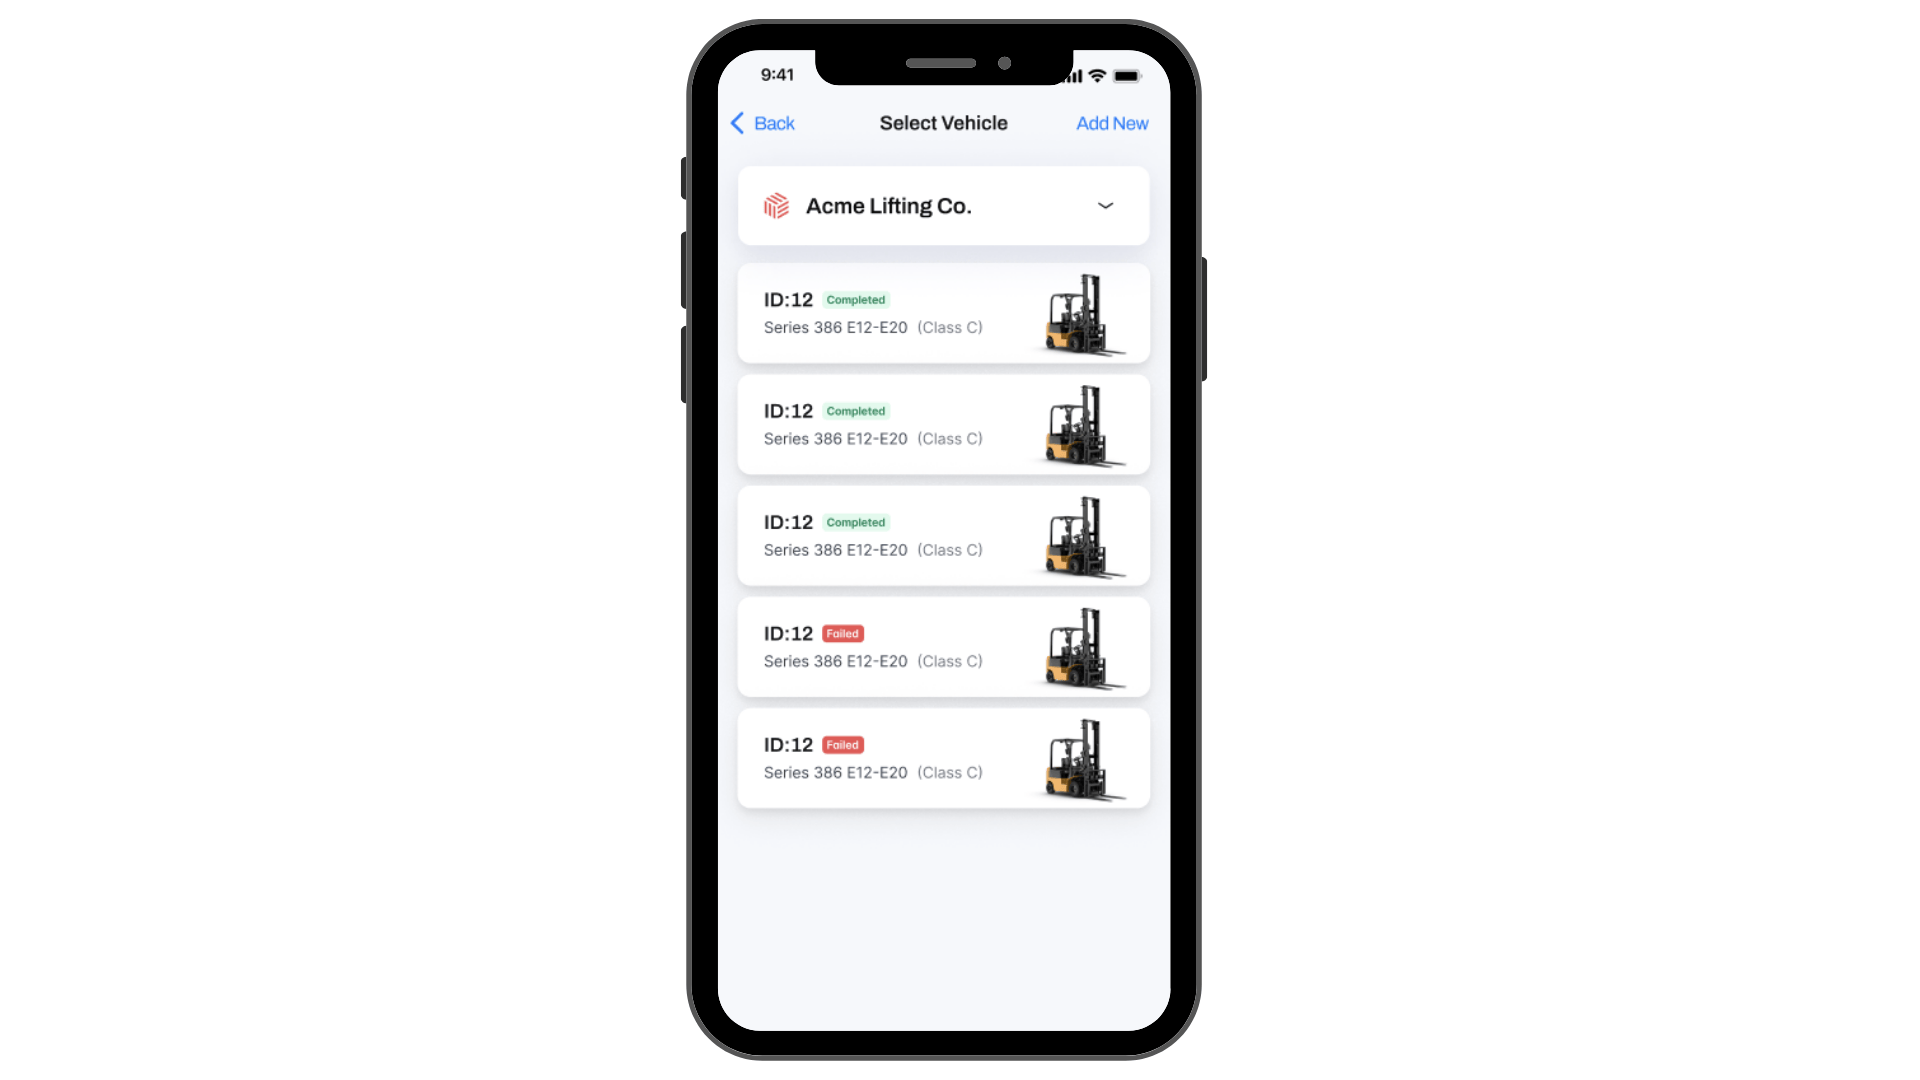 9:41
Back Select Vehicle Add New
Acme Lifting Co.
ID:12 Completed
Series 386 E12-E20 (Class C)
ID:12 Completed
Series 386 E12-E20 (Class C)
ID:12 Completed
Series 386 E12-E20 (Class C)
ID:12 Failed
Series 386 E12-E20 (Class C)
ID:12 Failed
Series 386 E12-E20 (Class C)